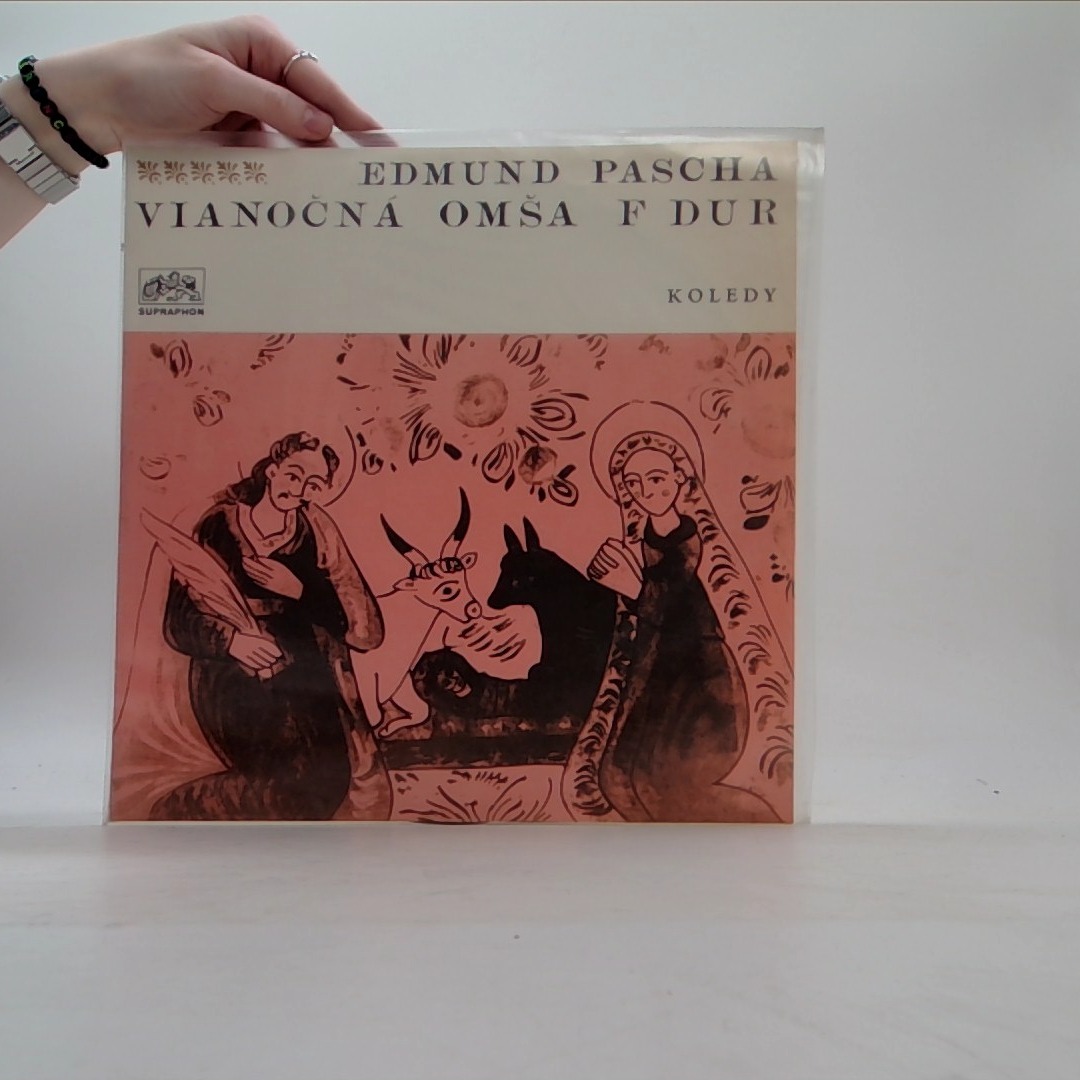 EDMUND PASCHA
VIANOČNÁ OMŠA F DUR
SUPRAPHON
KOLEDY